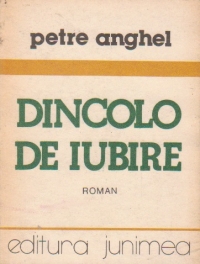 petre anghel
DINCOLO
DE IUBIRE
ROMAN
editura junimea